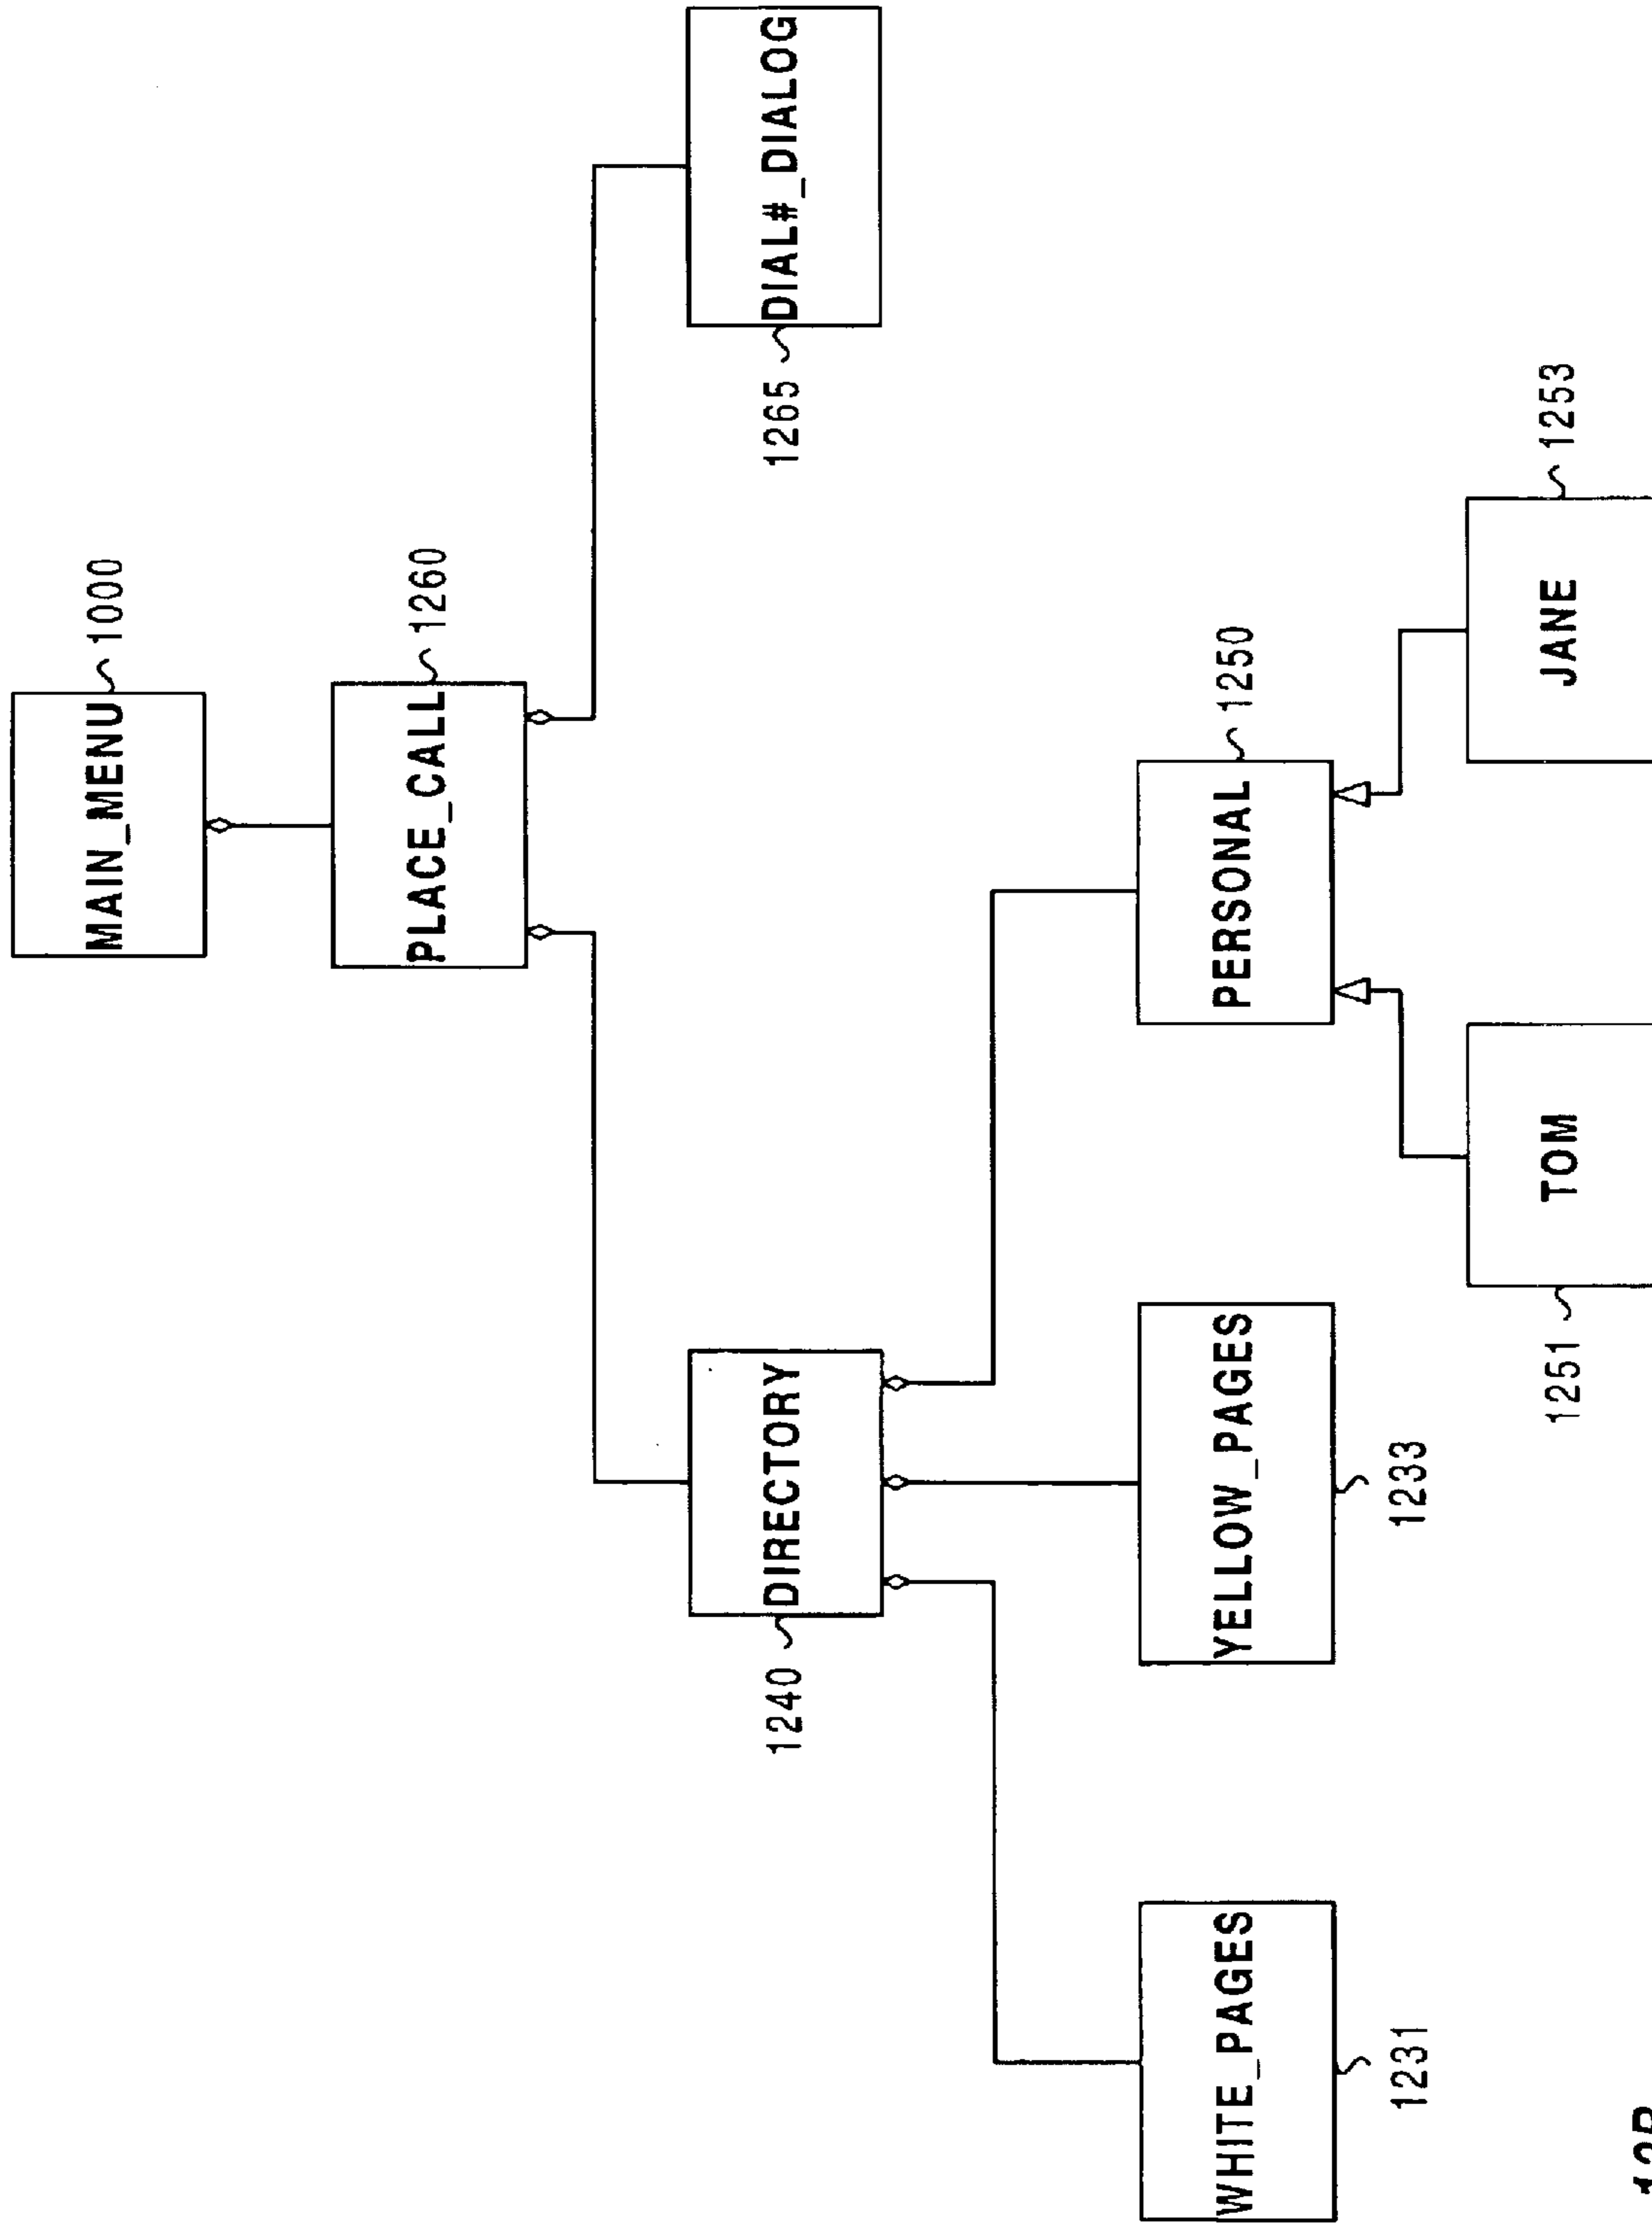 MAIN_MENU 1000
PLACE_CALL 1260
1240 DIRECTORY
1265 DIAL#_DIALOG
WHITE_PAGES
1231
YELLOW_PAGES
1233
PERSONAL 1250
1251 TOM
JANE 1253